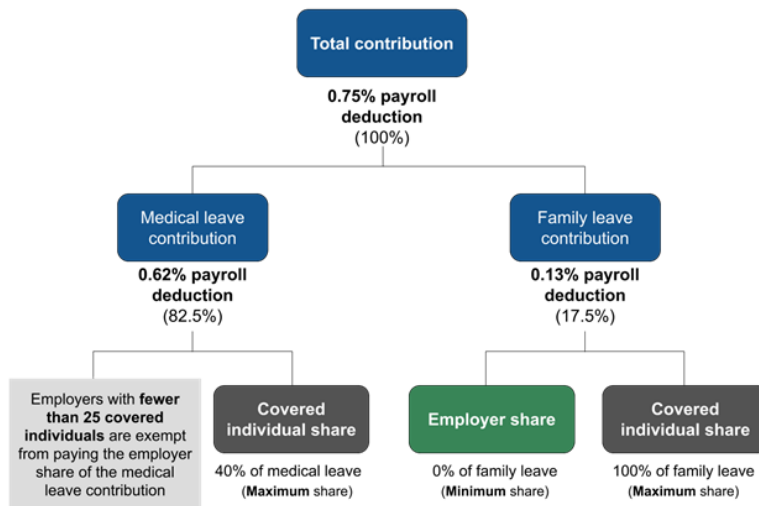 Total contribution
0.75% payroll
deduction
(100%)
Medical leave
contribution
Family leave
contribution
0.62% payroll
deduction
(82.5%)
0.13% payroll
deduction
(17.5%)
Employers with fewer
than 25 covered
individuals are exempt
from paying the employer
share of the medical
leave contribution
Covered
individual share
40% of medical leave
(Maximum share)
Employer share
0% of family leave
(Minimum share)
Covered
individual share
100% of family leave
(Maximum share)